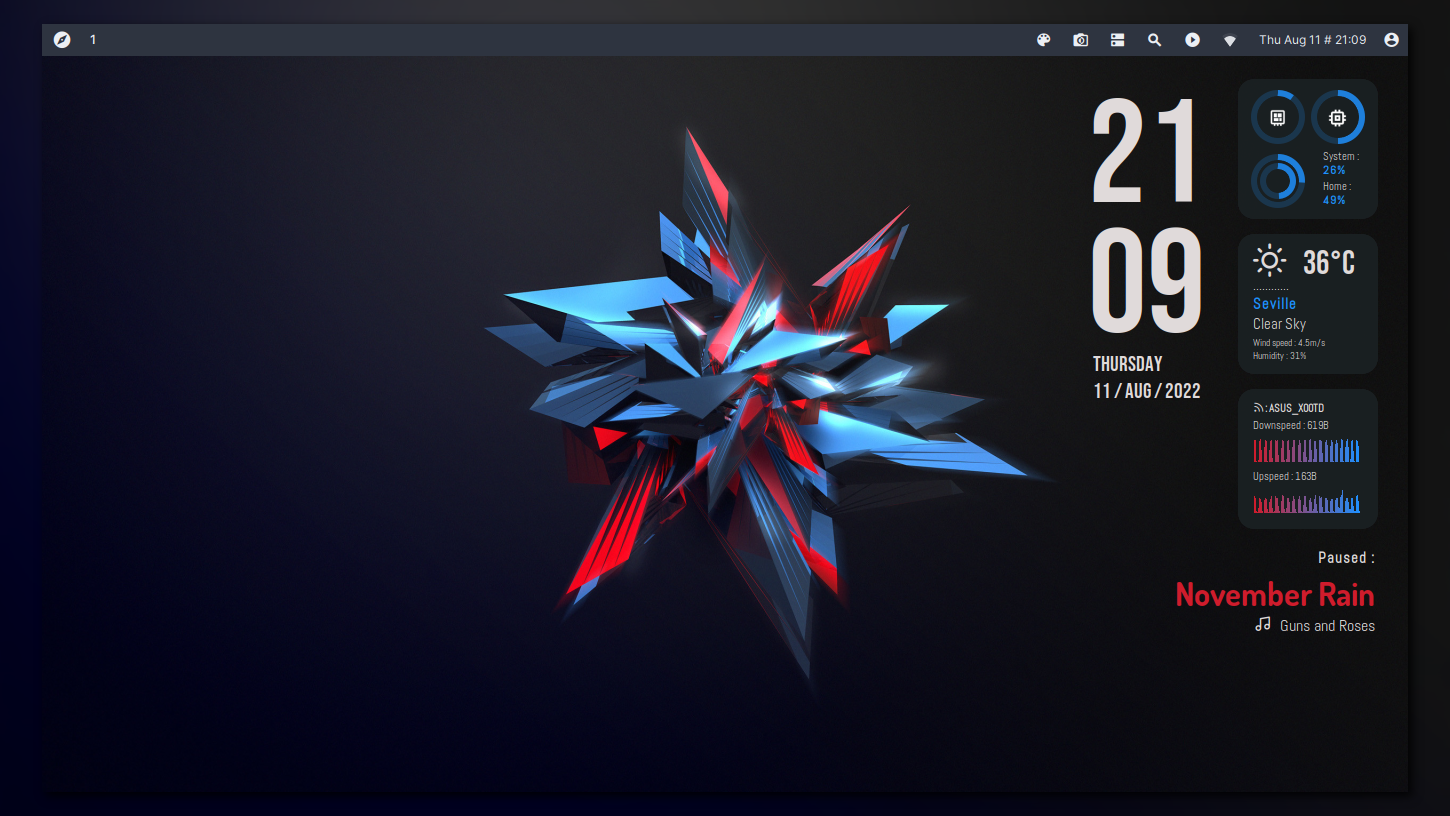 1
Thu Aug 11 # 21:09
21
09
THURSDAY
11 / AUG / 2022
System :
26%
Home :
49%
36°C
............
Seville
Clear Sky
Wind speed : 4.5m/s
Humidity : 31%
:ASUS_X00TD
Downspeed : 619B
Upspeed : 163B
Paused :
November Rain
Guns and Roses